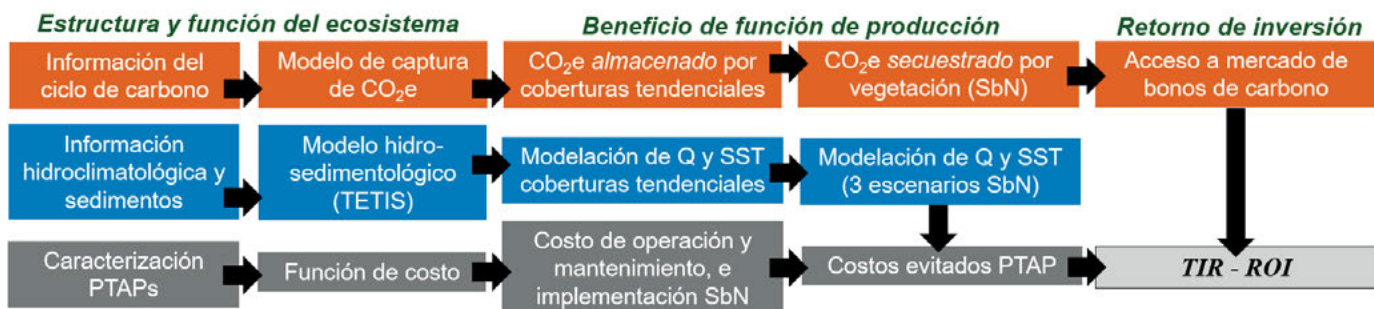 Estructura y función del ecosistema
Beneficio de función de producción
Retorno de inversión
Información del
ciclo de carbono
Modelo de captura
de CO₂e
CO₂e almacenado por
coberturas tendenciales
CO₂e secuestrado por
vegetación (SbN)
Acceso a mercado de
bonos de carbono
Información
hidroclimatológica y
sedimentos
Modelo hidro-
sedimentológico
(TETIS)
Modelación de Q y SST
coberturas tendenciales
Modelación de Q y SST
(3 escenarios SbN)
Caracterización
PTAPs
Función de costo
Costo de operación y
mantenimiento, e
implementación SbN
Costos evitados PTAP
TIR - ROI